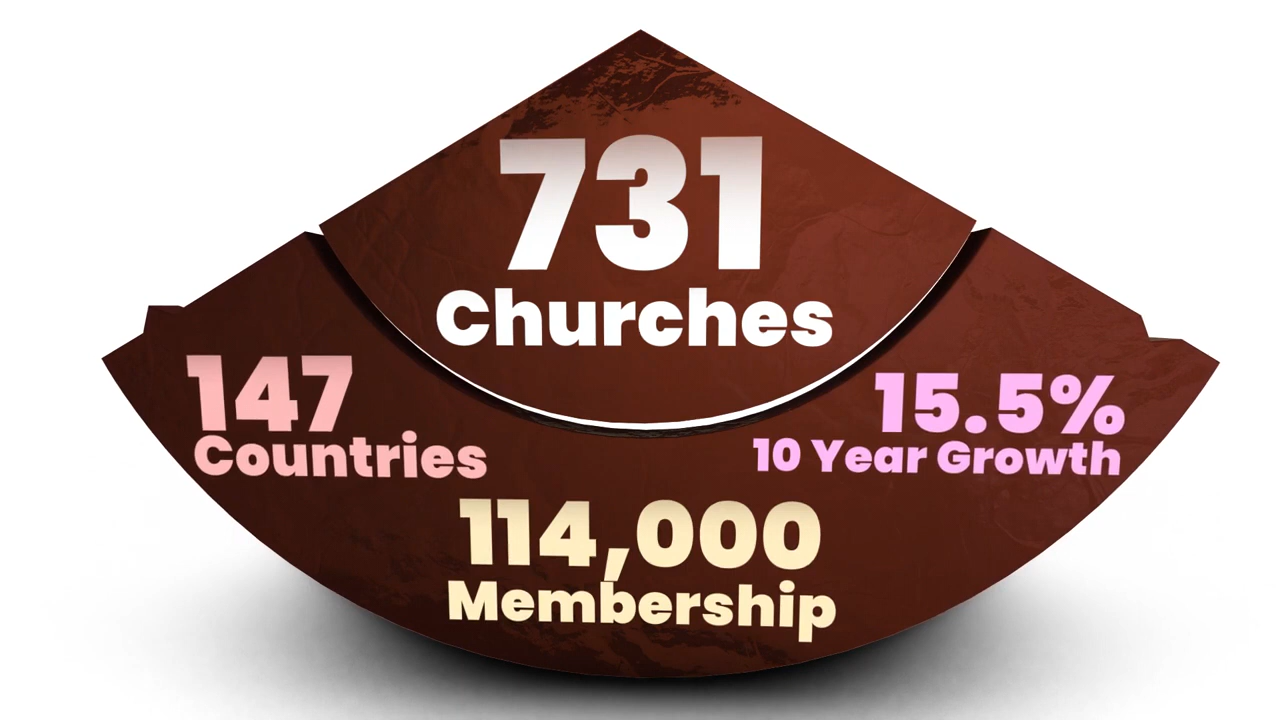 731
Churches
147
Countries
15.5%
10 Year Growth
114,000
Membership